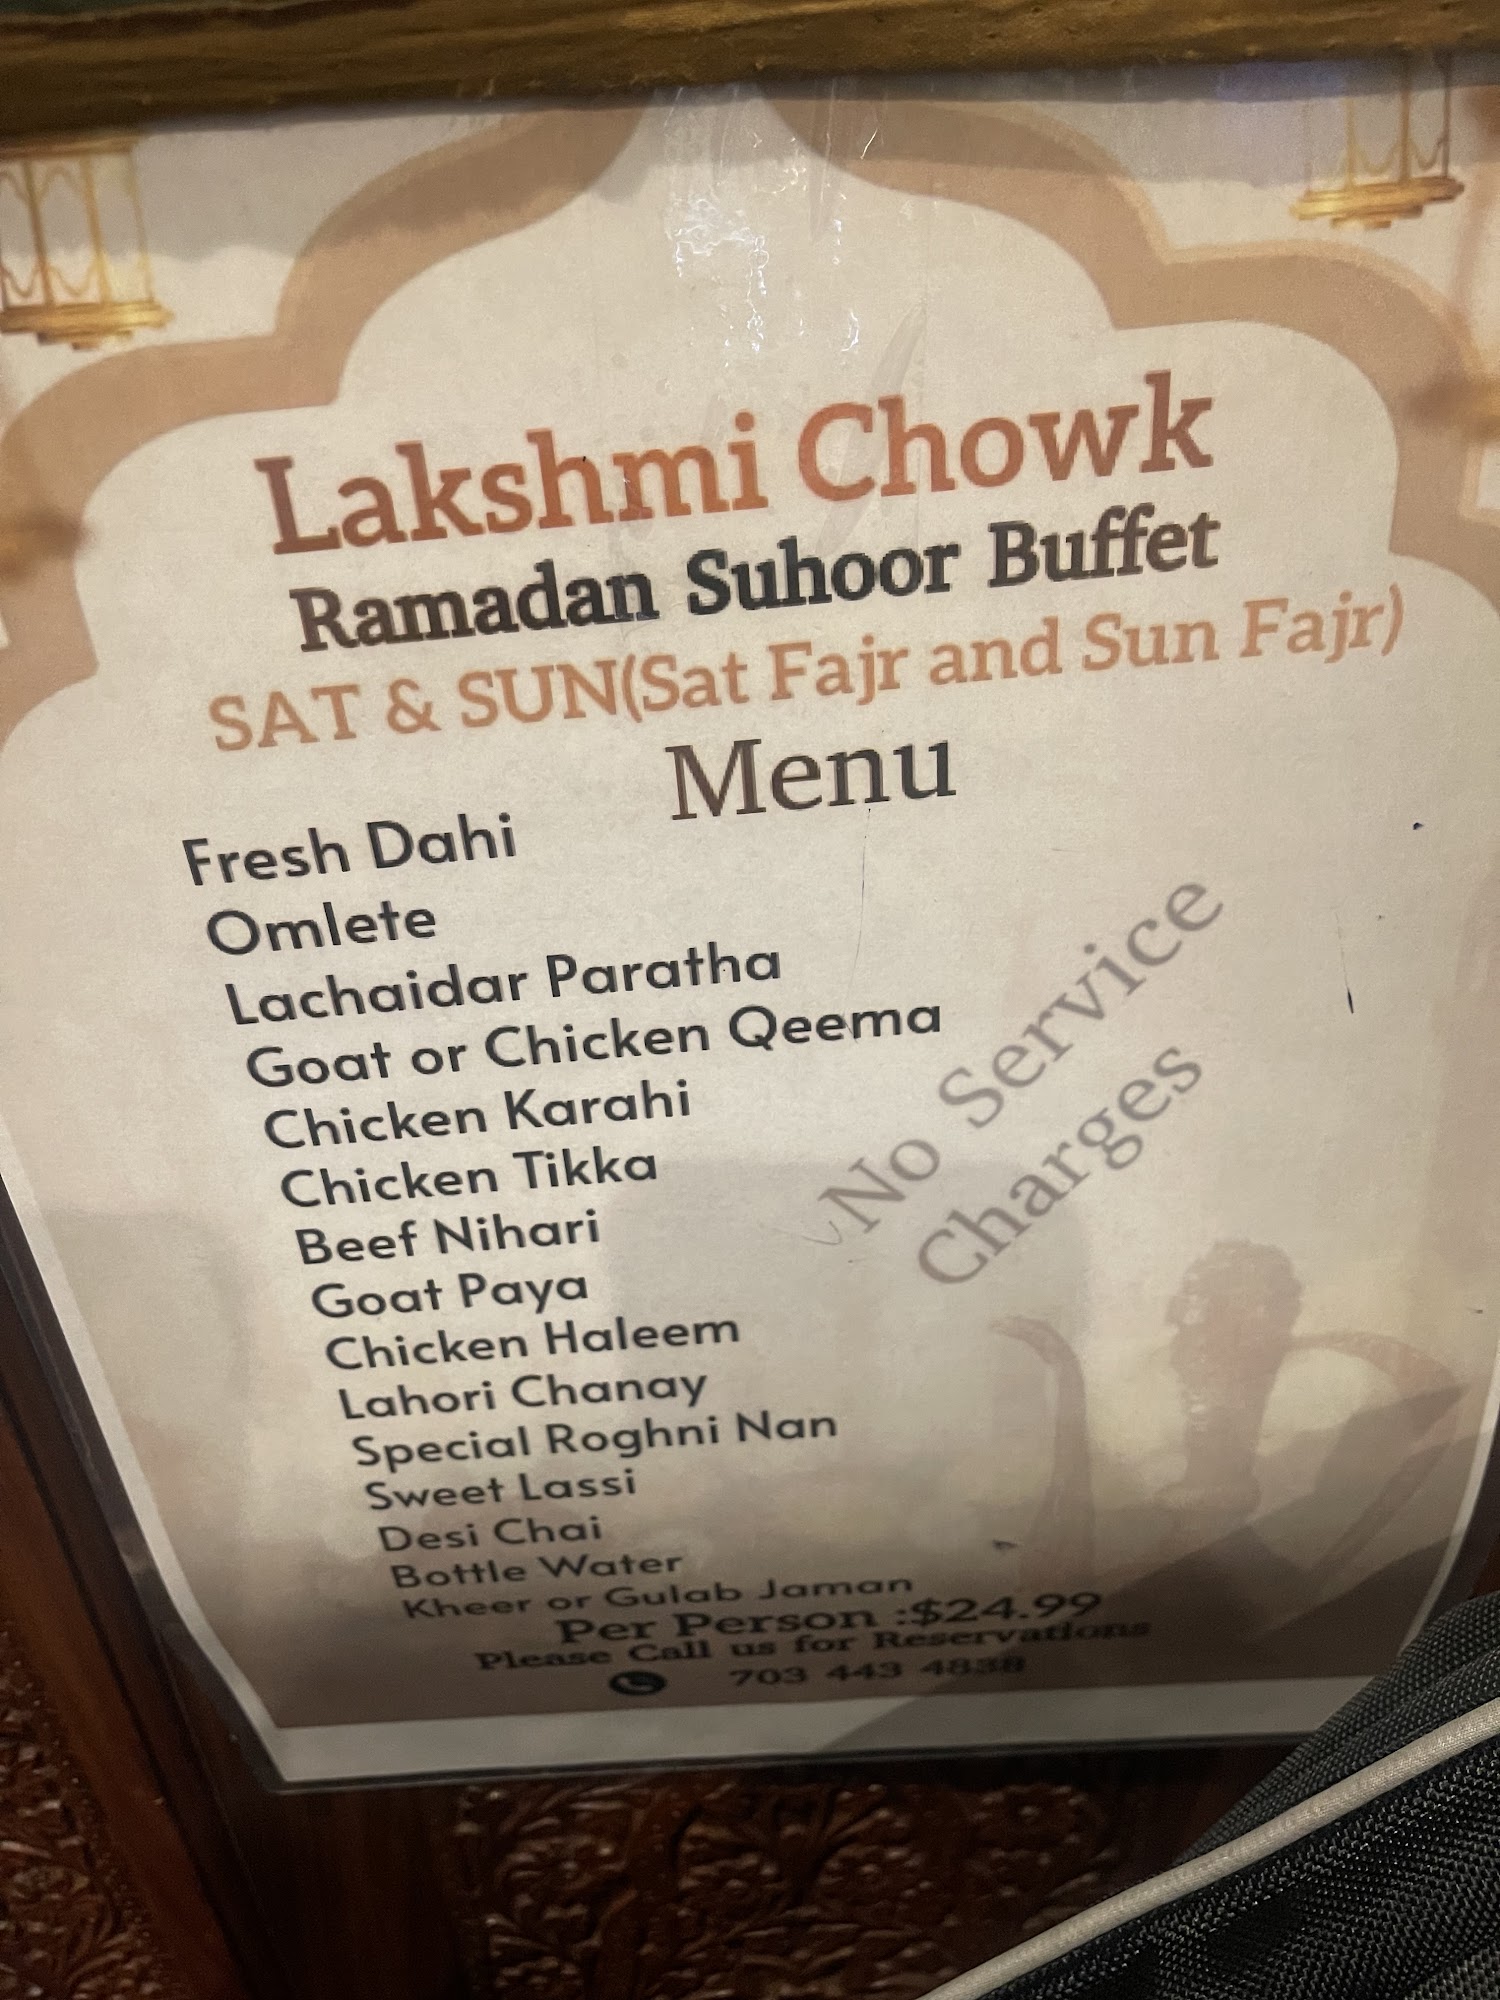 Lakshmi Chowk
Ramadan Suhoor Buffet
SAT & SUN(Sat Fajr and Sun Fajr)
Menu
Fresh Dahi
Omlete
Lachaidar Paratha
Goat or Chicken Qeema
Chicken Karahi
Chicken Tikka
Beef Nihari
Goat Paya
Chicken Haleem
Lahori Chanay
Special Roghni Nan
Sweet Lassi
Desi Chai
Bottle Water
Kheer or Gulab Jaman
No Service
Charges
Per Person :$24.99
Please Call us for Reservations
703 443 4838